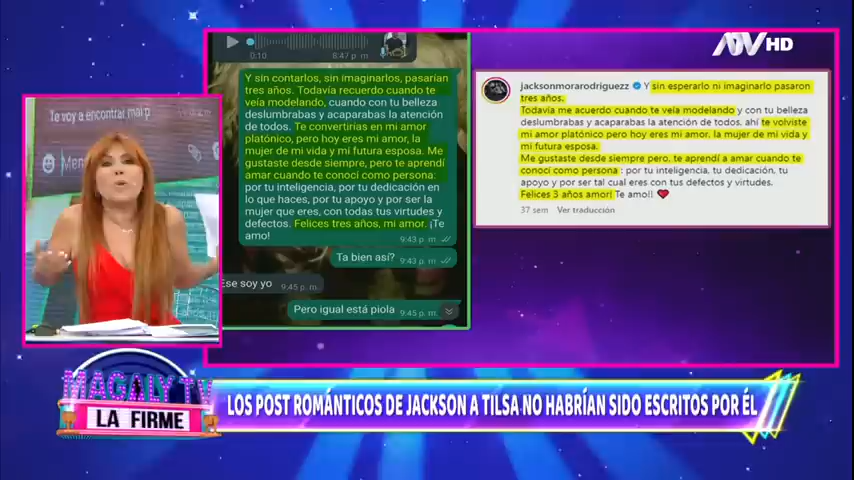 ATV HD
0:10
8:47 p. m.
Y sin contarlos, sin imaginarlos, pasarían
tres años. Todavía recuerdo cuando te
veía modelando, cuando con tu belleza
deslumbrabas y acaparabas la atención
de todos. Te convertirías en mi amor
platónico, pero hoy eres mi amor, la
mujer de mi vida y mi futura esposa. Me
gustaste desde siempre, pero te aprendí a
amar cuando te conocí como persona:
por tu inteligencia, por tu dedicación en
lo que haces, por tu apoyo y por ser la
mujer que eres, con todas tus virtudes y
defectos. Felices tres años, mi amor. ¡Te
amo!
9:43 p. m.
Ta bien así?
9:43 p. m.
Ese soy yo
9:45 p. m.
Pero igual está piola
9:45 p. m.
jacksonmorarodriguezz Y sin esperarlo ni imaginarlo pasaron
tres años.
Todavía me acuerdo cuando te veía modelando y con tu belleza
deslumbrabas y acaparabas la atención de todos. ahí te volviste
mi amor platónico pero hoy eres mi amor, la mujer de mi vida y
mi futura esposa.
Me gustaste desde siempre pero, te aprendí a amar cuando te
conocí como persona : por tu inteligencia, tu dedicación, tu
apoyo y por ser tal cual eres con tus defectos y virtudes.
Felices 3 años amor! Te amo!! ❤️
37 sem Ver traducción
Te voy a encontrar
MAGALY TV
LA FIRME
LOS POST ROMÁNTICOS DE JACKSON A TILSA NO HABRÍAN SIDO ESCRITOS POR ÉL